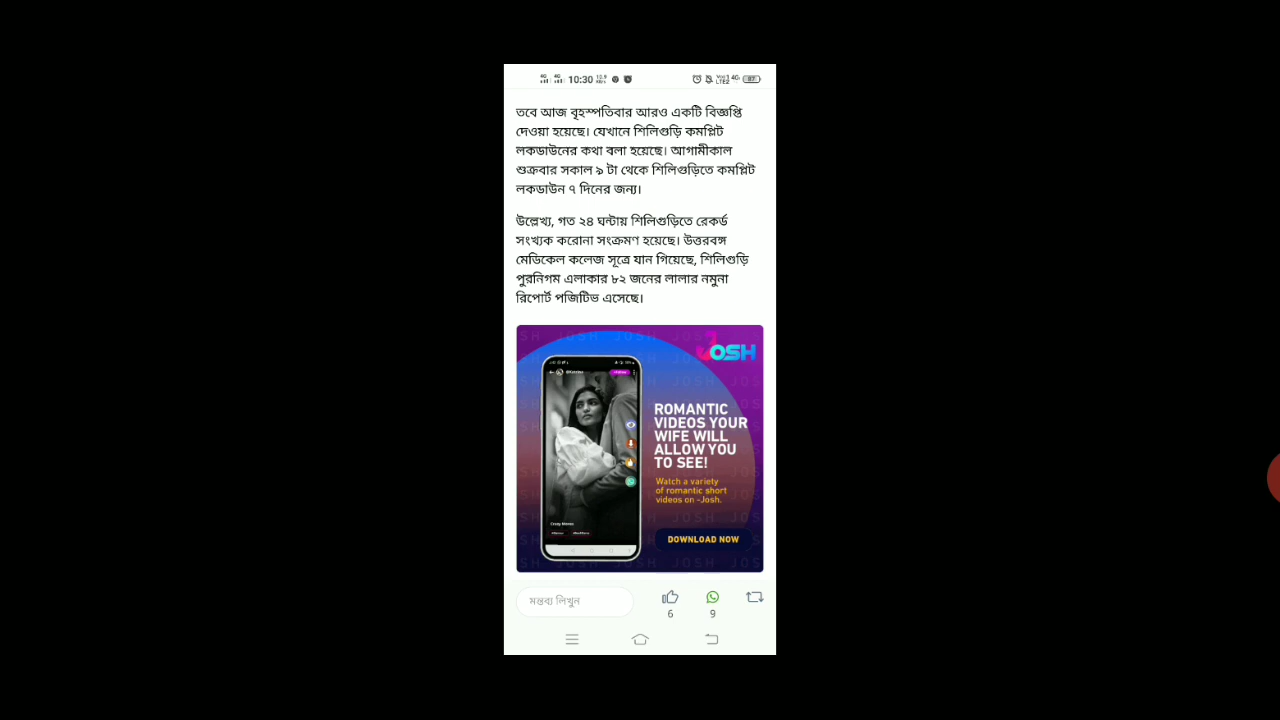 10:30
তবে আজ বৃহস্পতিবার আরও একটি বিজ্ঞপ্তি
দেওয়া হয়েছে। যেখানে শিলিগুড়ি কমপ্লিট
লকডাউনের কথা বলা হয়েছে। আগামীকাল
শুক্রবার সকাল ৯ টা থেকে শিলিগুড়িতে কমপ্লিট
লকডাউন ৭ দিনের জন্য।
উল্লেখ্য, গত ২৪ ঘন্টায় শিলিগুড়িতে রেকর্ড
সংখ্যক করোনা সংক্রমণ হয়েছে। উত্তরবঙ্গ
মেডিকেল কলেজ সূত্রে যান গিয়েছে, শিলিগুড়ি
পুরনিগম এলাকার ৮২ জনের লালার নমুনা
রিপোর্ট পজিটিভ এসেছে।
JOSH
ROMANTIC
VIDEOS YOUR
WIFE WILL
ALLOW YOU
TO SEE!
Watch a variety
of romantic short
videos on -Josh.
DOWNLOAD NOW
মন্তব্য লিখুন
6
9